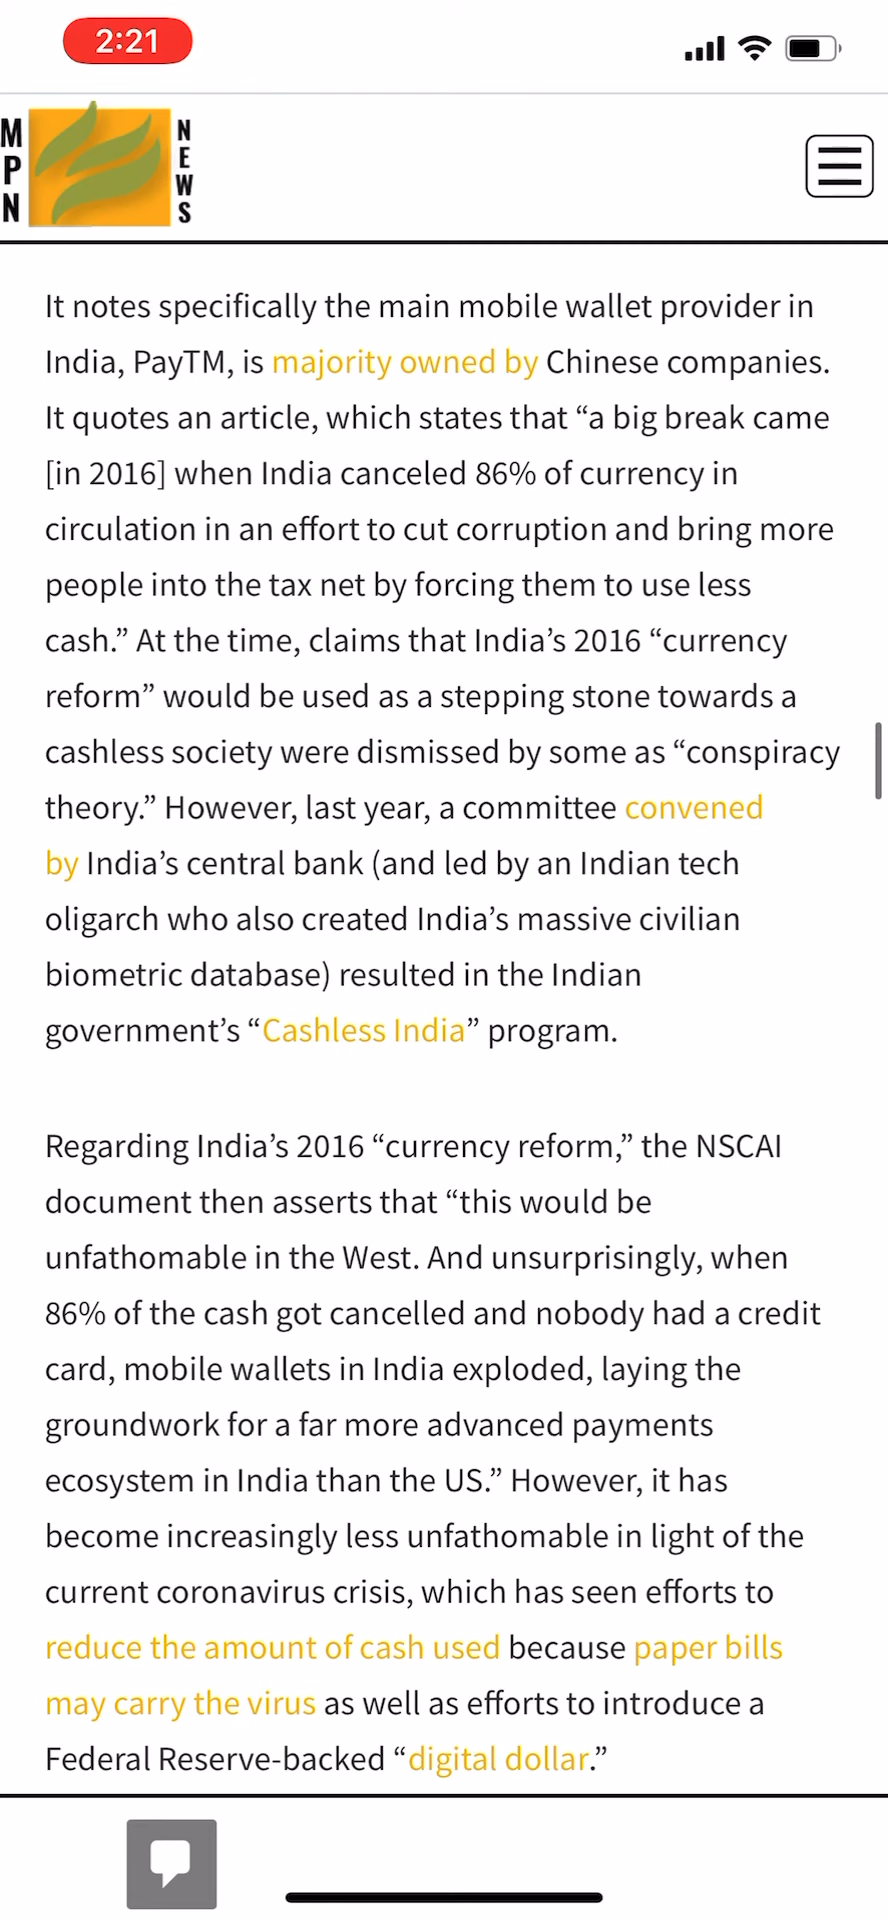 2:21
MPN
NEWS
It notes specifically the main mobile wallet provider in
India, PayTM, is majority owned by Chinese companies.
It quotes an article, which states that “a big break came
[in 2016] when India canceled 86% of currency in
circulation in an effort to cut corruption and bring more
people into the tax net by forcing them to use less
cash.” At the time, claims that India’s 2016 “currency
reform” would be used as a stepping stone towards a
cashless society were dismissed by some as “conspiracy
theory.” However, last year, a committee convened
by India’s central bank (and led by an Indian tech
oligarch who also created India’s massive civilian
biometric database) resulted in the Indian
government’s “Cashless India” program.
Regarding India’s 2016 “currency reform,” the NSCAI
document then asserts that “this would be
unfathomable in the West. And unsurprisingly, when
86% of the cash got cancelled and nobody had a credit
card, mobile wallets in India exploded, laying the
groundwork for a far more advanced payments
ecosystem in India than the US.” However, it has
become increasingly less unfathomable in light of the
current coronavirus crisis, which has seen efforts to
reduce the amount of cash used because paper bills
may carry the virus as well as efforts to introduce a
Federal Reserve-backed “digital dollar.”